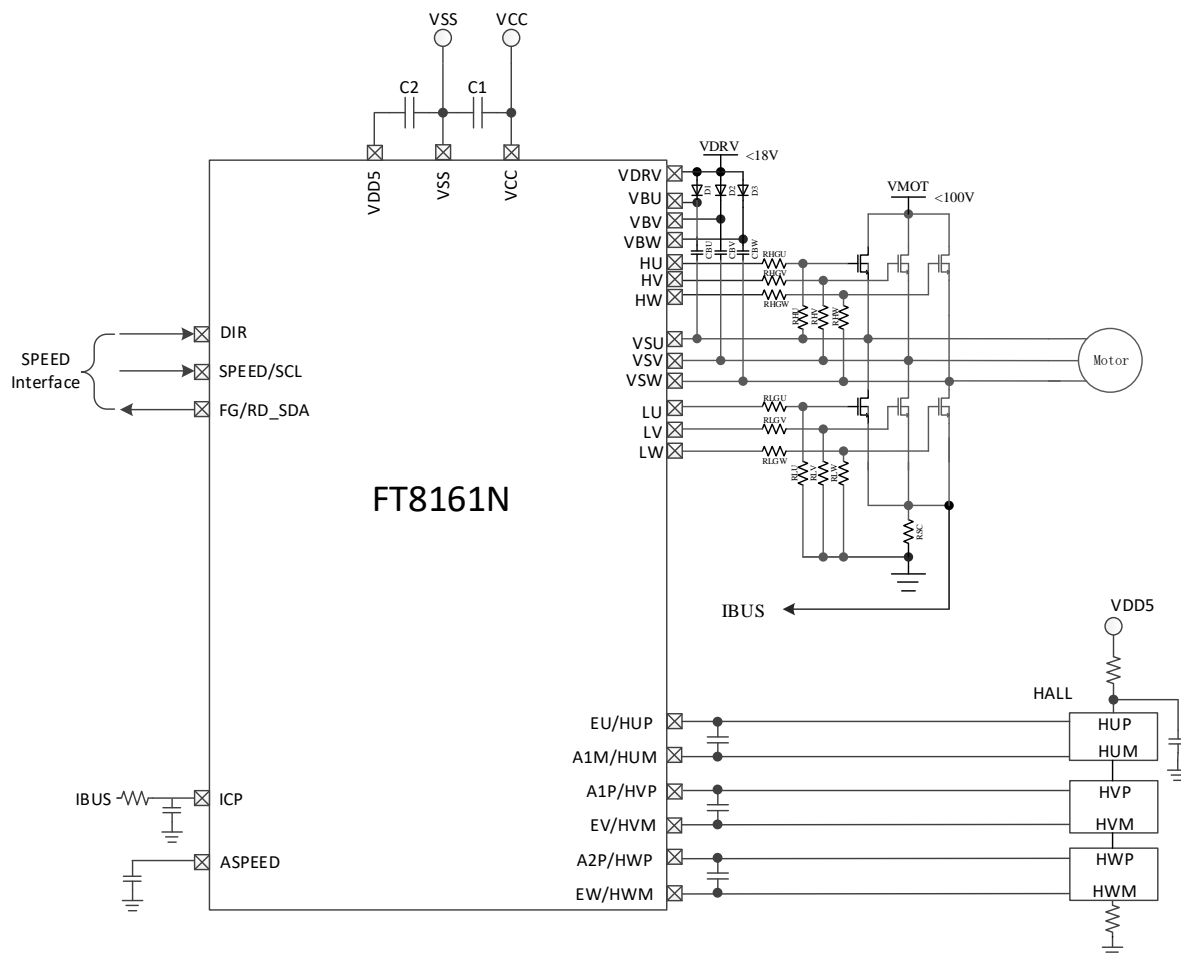 VSS
VCC
C2
C1
VDD5
VSS
VCC
VDRV
<18V
VMOT
<100V
VDRV
VBU
VBV
VBW
HU
HV
HW
VSU
VSV
VSW
LU
LV
LW
D1
D2
D3
CBU
CBV
CBW
RHGU
RHGV
RHGW
RHU
RHV
RHW
RLGU
RLGV
RLGW
RLU
RLV
RLW
RSC
Motor
IBUS
SPEED
Interface
DIR
SPEED/SCL
FG/RD_SDA
FT8161N
VDD5
HALL
EU/HUP
A1M/HUM
A1P/HVP
EV/HVM
A2P/HWP
EW/HWM
HUP
HUM
HVP
HVM
HWP
HWM
IBUS
ICP
ASPEED